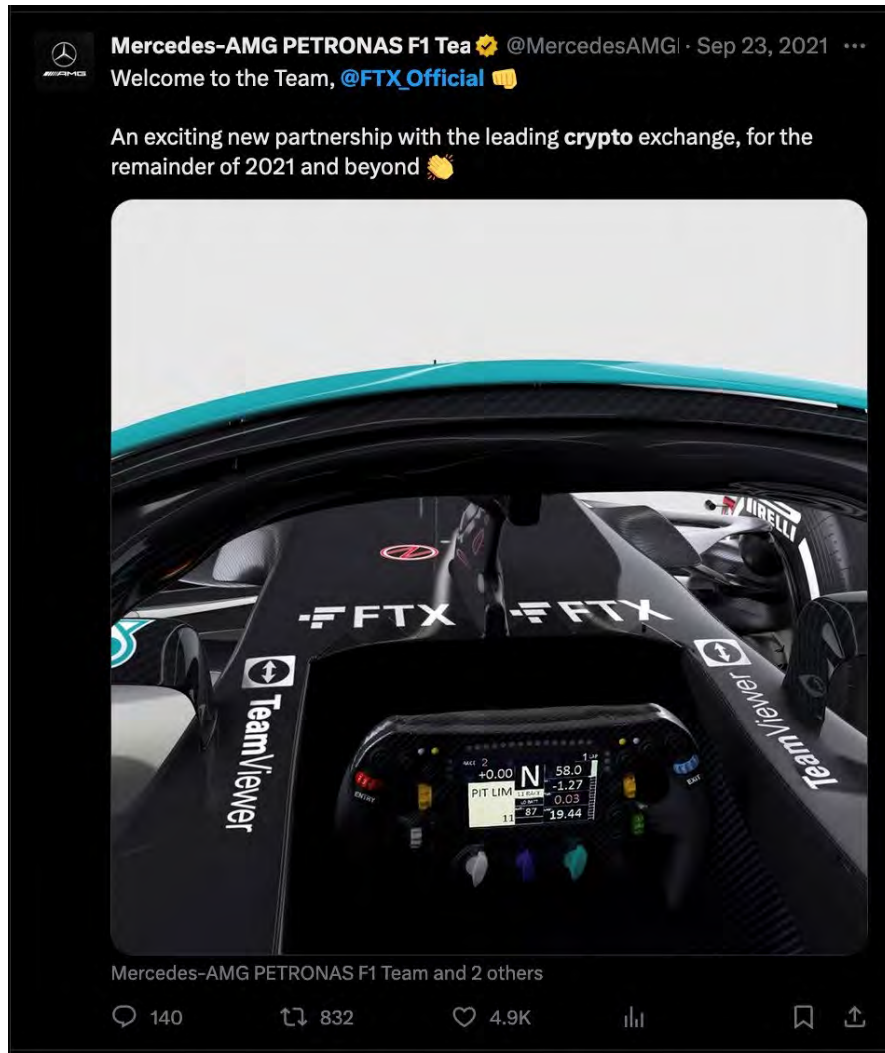 Mercedes-AMG PETRONAS F1 Tea @MercedesAMGF · Sep 23, 2021
Welcome to the Team, @FTX_Official 👊
An exciting new partnership with the leading crypto exchange, for the
remainder of 2021 and beyond 👏
AMG
IRELLI
FTX FTX
TeamViewer
TeamViewer
RACE 2
+0.00 N 58.0
PIT LIM -1.27
0.03
11 87 19.44
ENTRY
EXIT
Mercedes-AMG PETRONAS F1 Team and 2 others
140 832 4.9K